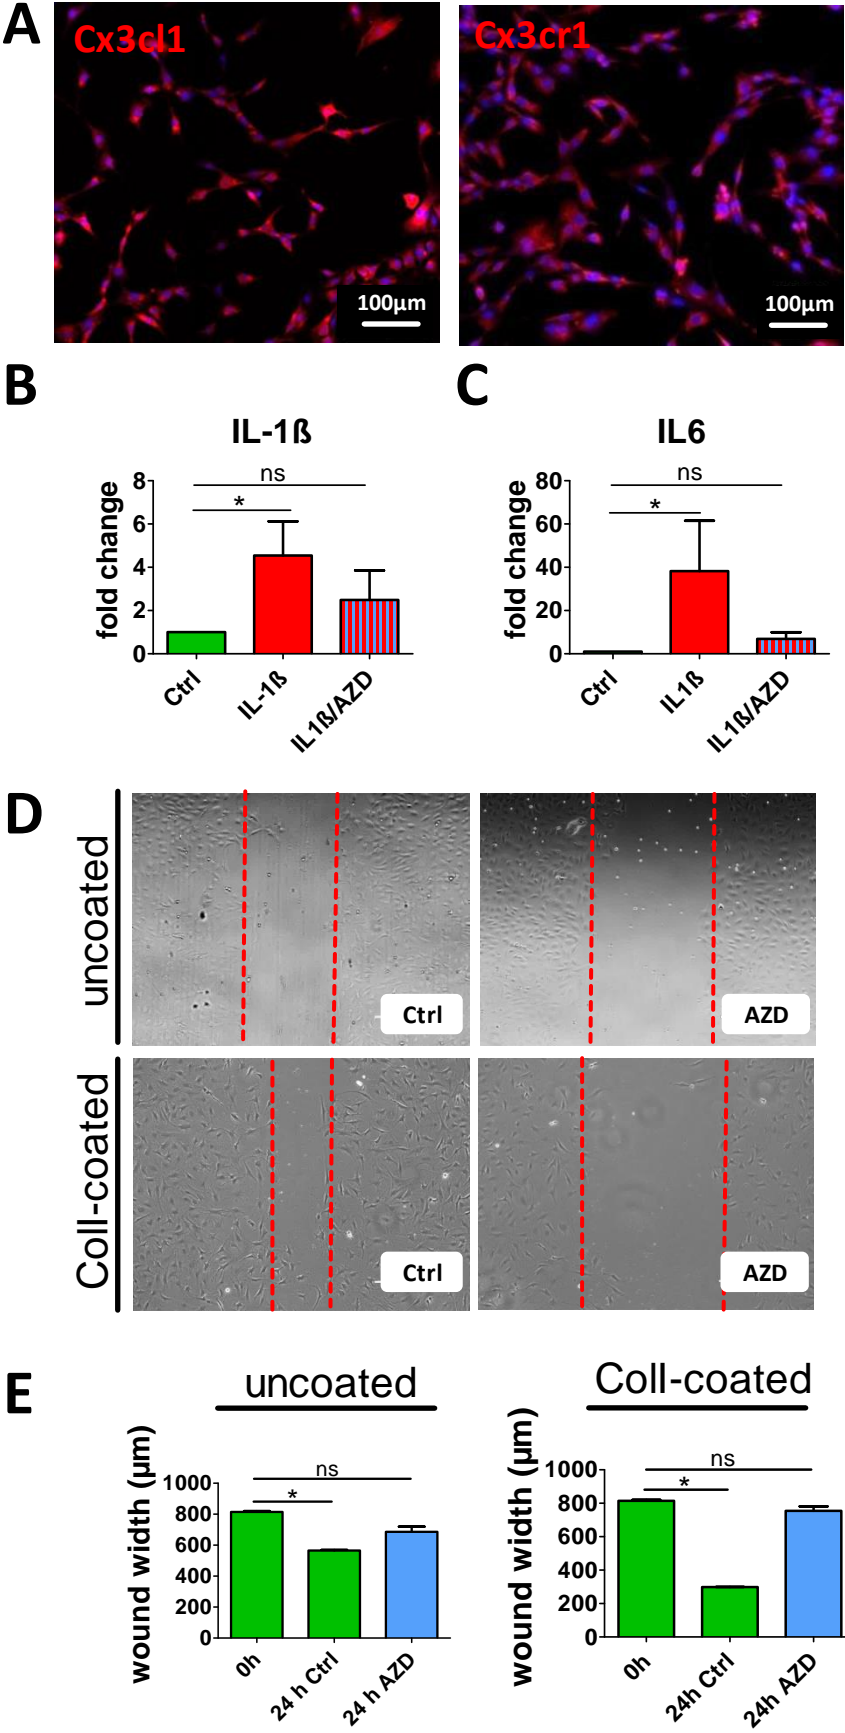 A
Cx3cl1
Cx3cr1
100µm
100µm
B
C
IL-1ß
IL6
fold change
8
6
4
2
0
ns
*
Ctrl
IL-1ß
IL1ß/AZD
fold change
80
60
40
20
0
ns
*
Ctrl
IL1ß
IL1ß/AZD
D
uncoated
Ctrl
AZD
Coll-coated
Ctrl
AZD
E
uncoated
Coll-coated
wound width (µm)
1000
800
600
400
200
0
ns
*
0h
24 h Ctrl
24 h AZD
wound width (µm)
1000
800
600
400
200
0
ns
*
0h
24h Ctrl
24h AZD